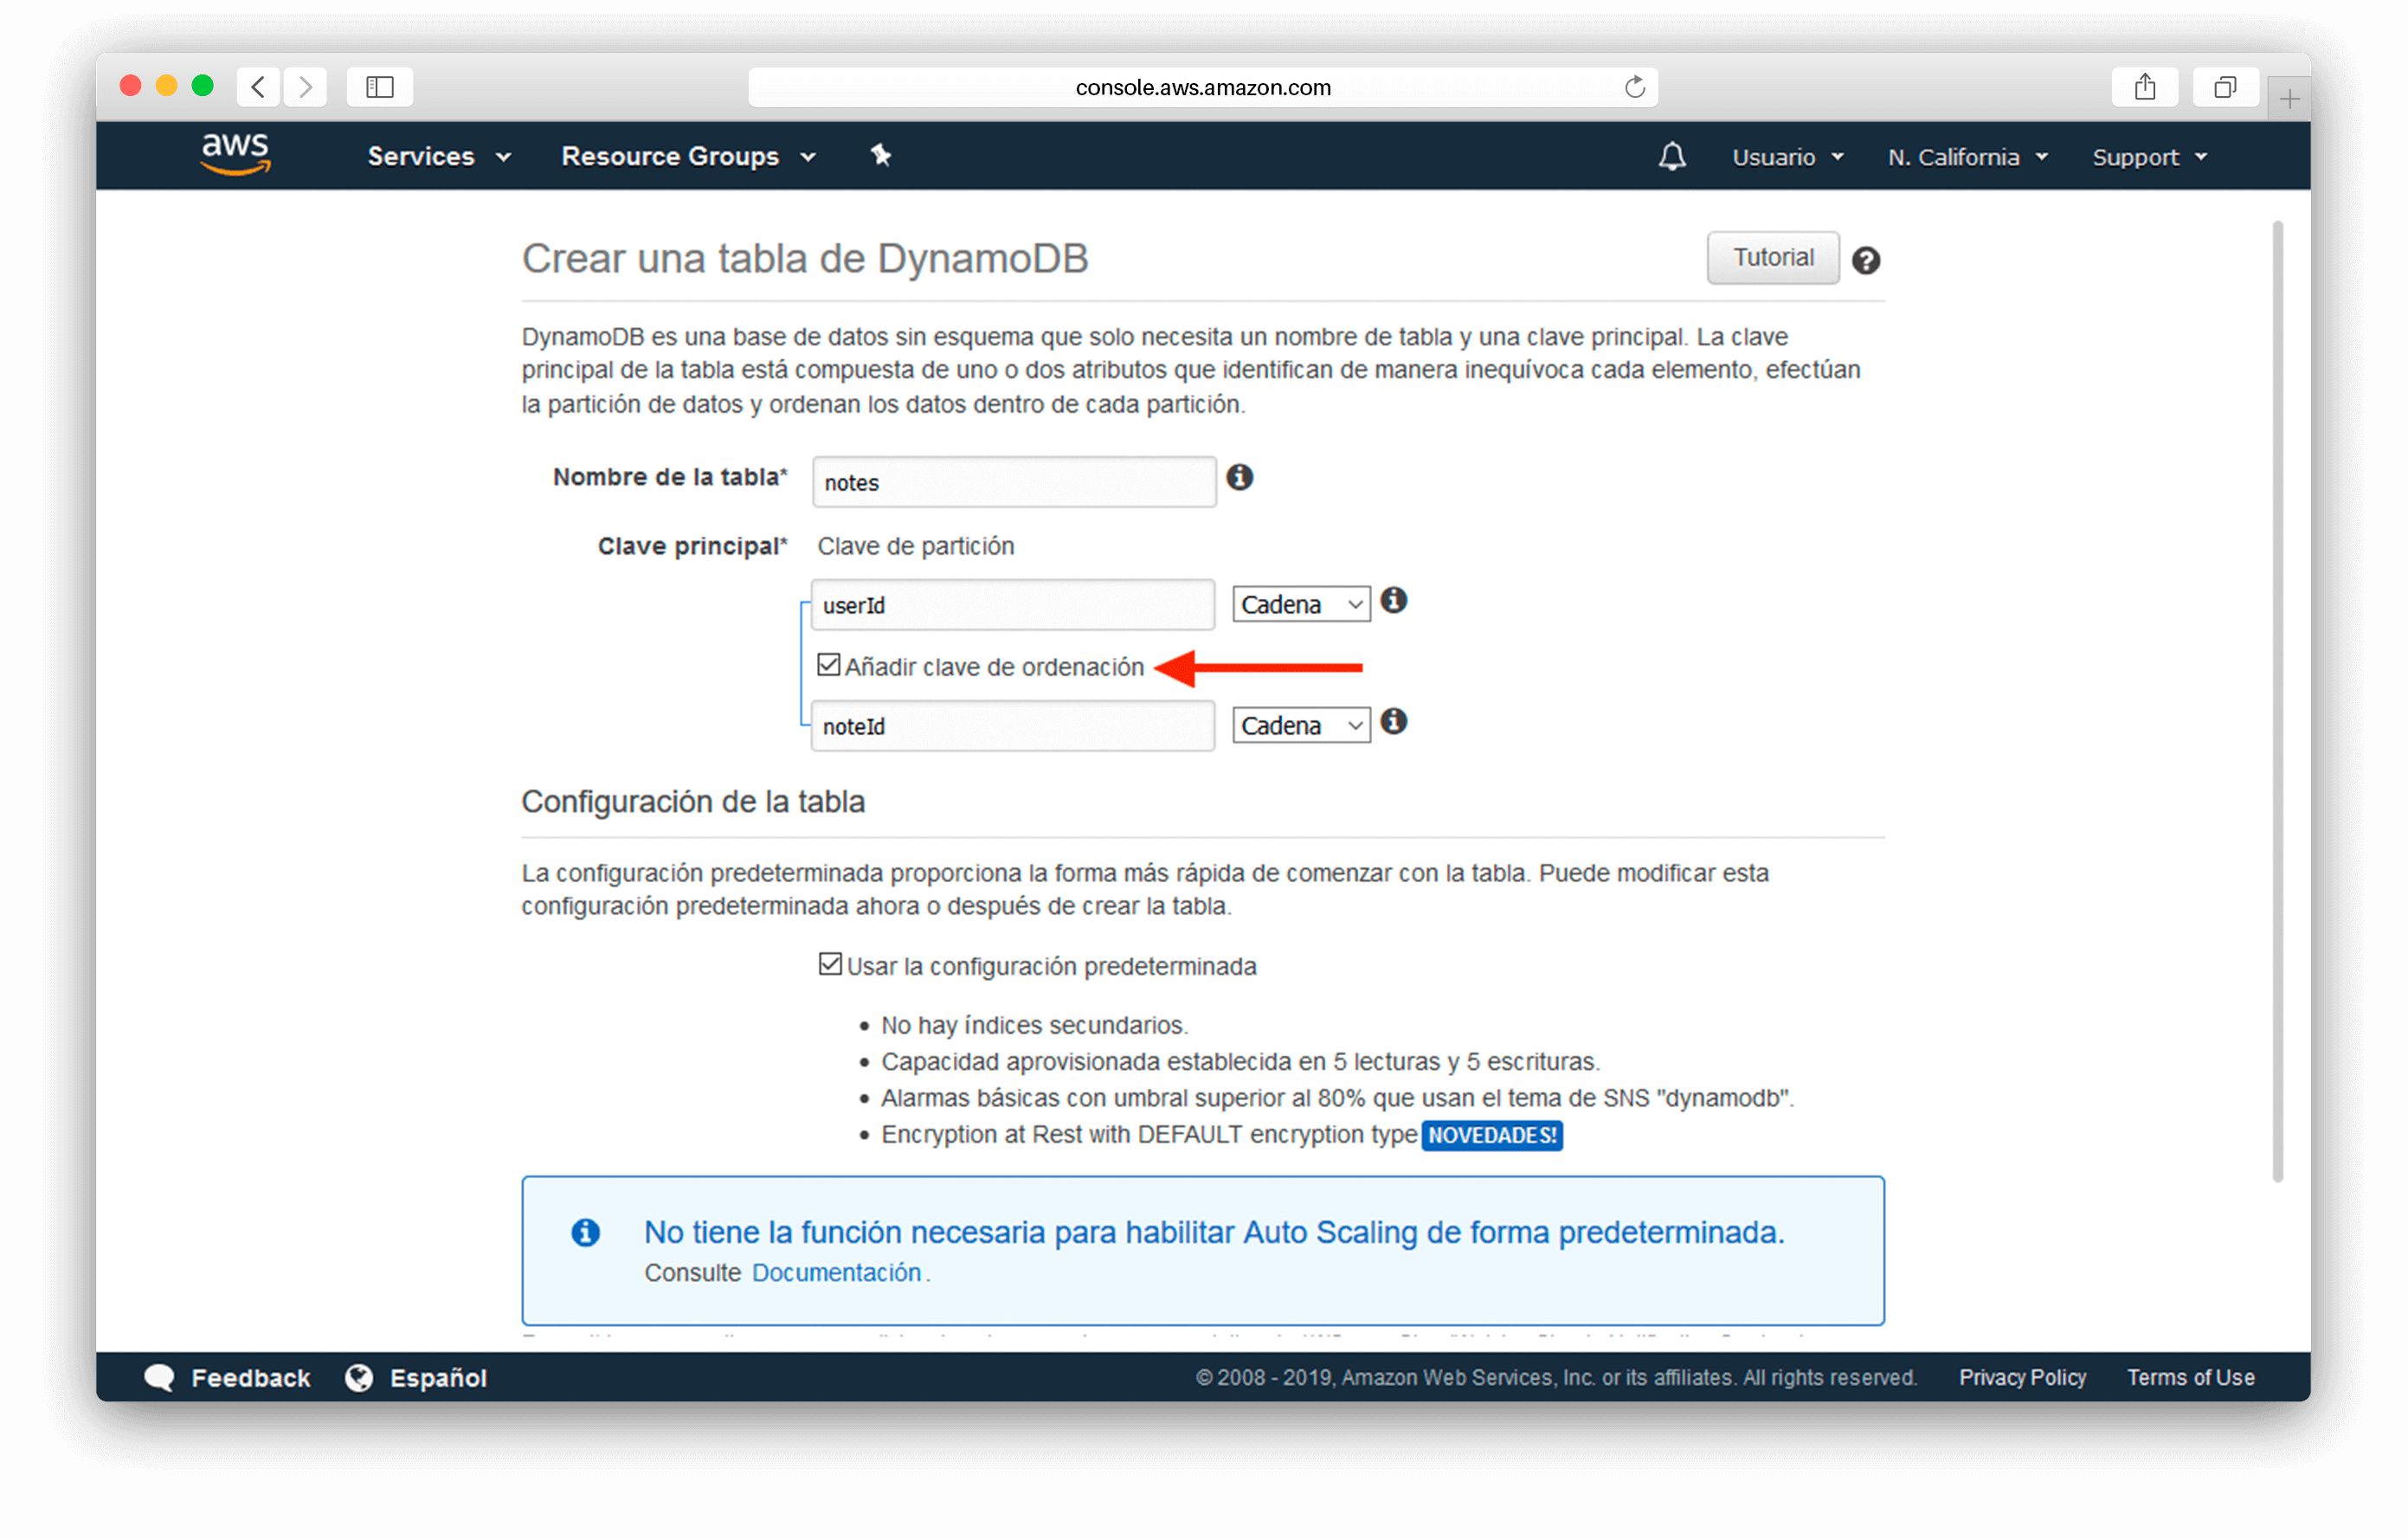 console.aws.amazon.com
aws Services Resource Groups Usuario N. California Support
Crear una tabla de DynamoDB Tutorial
DynamoDB es una base de datos sin esquema que solo necesita un nombre de tabla y una clave principal. La clave
principal de la tabla está compuesta de uno o dos atributos que identifican de manera inequívoca cada elemento, efectúan
la partición de datos y ordenan los datos dentro de cada partición.
Nombre de la tabla* notes
Clave principal* Clave de partición
userId Cadena
Añadir clave de ordenación
noteId Cadena
Configuración de la tabla
La configuración predeterminada proporciona la forma más rápida de comenzar con la tabla. Puede modificar esta
configuración predeterminada ahora o después de crear la tabla.
Usar la configuración predeterminada
• No hay índices secundarios.
• Capacidad aprovisionada establecida en 5 lecturas y 5 escrituras.
• Alarmas básicas con umbral superior al 80% que usan el tema de SNS "dynamodb".
• Encryption at Rest with DEFAULT encryption type NOVEDADES!
No tiene la función necesaria para habilitar Auto Scaling de forma predeterminada.
Consulte Documentación.
Feedback Español © 2008 - 2019, Amazon Web Services, Inc. or its affiliates. All rights reserved. Privacy Policy Terms of Use